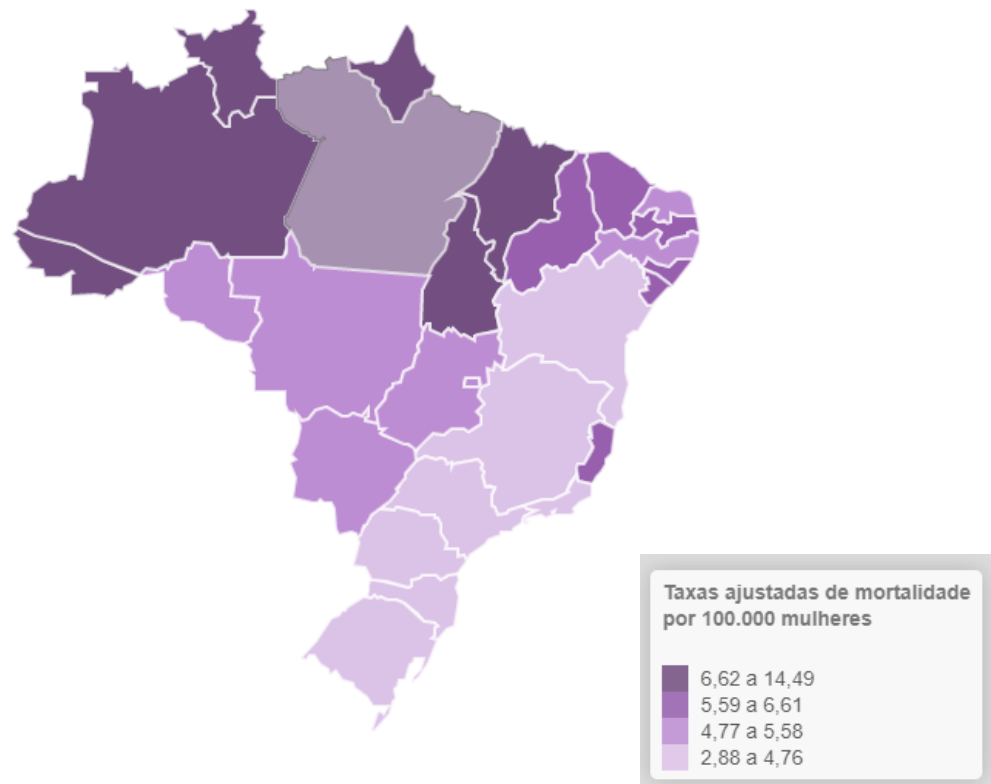 Taxas ajustadas de mortalidade
por 100.000 mulheres
6,62 a 14,49
5,59 a 6,61
4,77 a 5,58
2,88 a 4,76